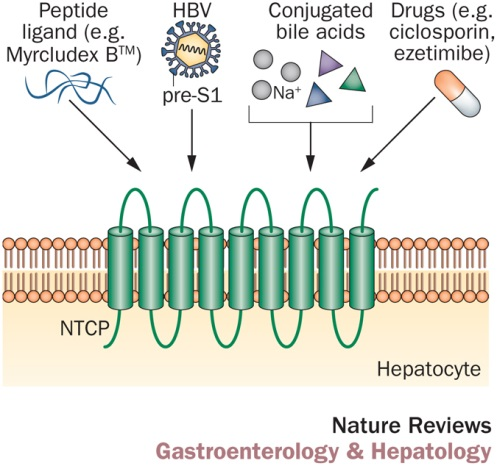 Peptide
ligand (e.g.
Myrcludex B™)
HBV
pre-S1
Conjugated
bile acids
Na⁺
Drugs (e.g.
ciclosporin,
ezetimibe)
NTCP
Hepatocyte
Nature Reviews
Gastroenterology & Hepatology